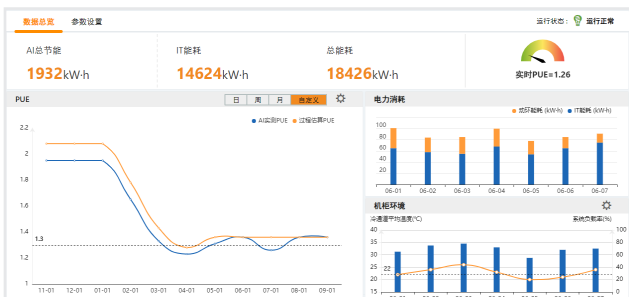 数据总览 参数设置
运行状态： 运行正常
AI总节能 IT能耗 总能耗
1932kW·h 14624kW·h 18426kW·h
实时PUE=1.26
PUE 日 周 月 自定义
AI实测PUE 过程估算PUE
2.2
2
1.8
1.6
1.4
1.3
1.2
1
11-01 12-01 01-01 02-01 03-01 04-01 05-01 06-01 07-01 08-01 09-01
电力消耗
动环能耗 (kW·h) IT能耗 (kW·h)
100
80
60
40
20
06-01 06-02 06-03 06-04 06-05 06-06 06-07
机柜环境
冷通道平均温度(℃) 系统负载率(%)
40 100
35 80
30 60
25 40
22
20 20
15 0